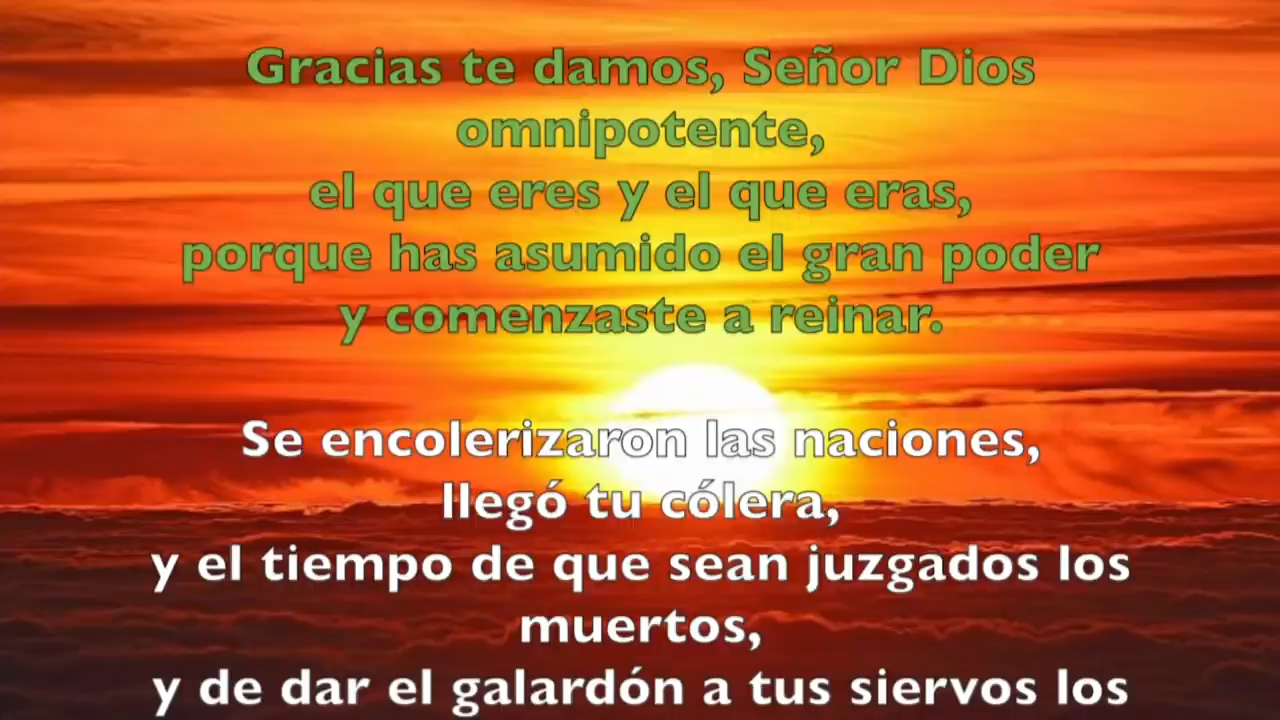 Gracias te damos, Señor Dios
omnipotente,
el que eres y el que eras,
porque has asumido el gran poder
y comenzaste a reinar.
Se encolerizaron las naciones,
llegó tu cólera,
y el tiempo de que sean juzgados los
muertos,
y de dar el galardón a tus siervos los